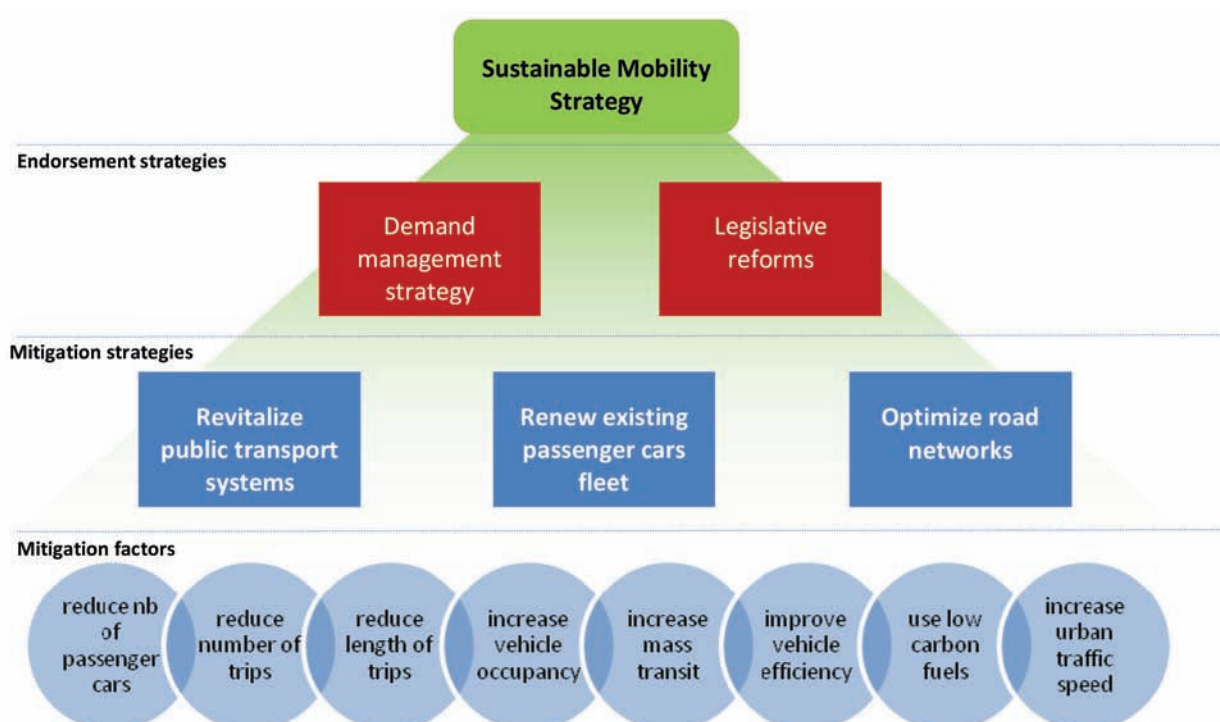 Sustainable Mobility
Strategy
Endorsement strategies
Demand
management
strategy
Legislative
reforms
Mitigation strategies
Revitalize
public transport
systems
Renew existing
passenger cars
fleet
Optimize road
networks
Mitigation factors
reduce nb
of
passenger
cars
reduce
number of
trips
reduce
length of
trips
increase
vehicle
occupancy
increase
mass
transit
improve
vehicle
efficiency
use low
carbon
fuels
increase
urban
traffic
speed